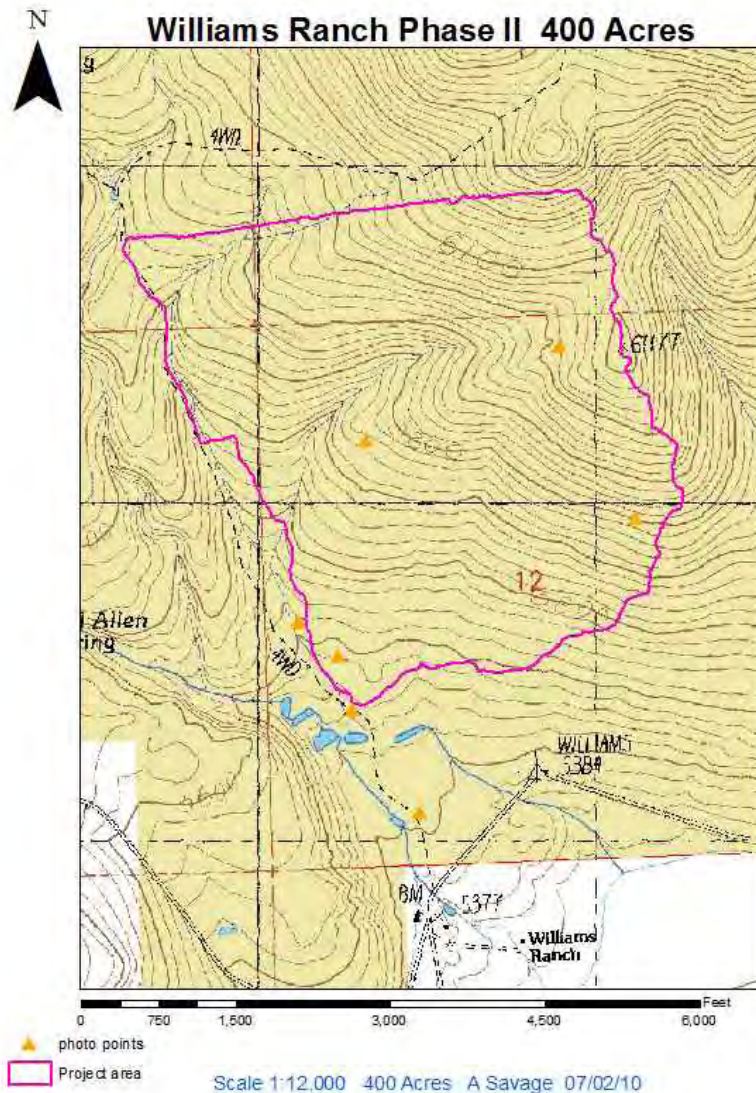 Williams Ranch Phase II 400 Acres
N
g
4WD
12
Allen
ring
4WD
WILLIAMS
5384
BM
5377
Williams
Ranch
Feet
0 750 1,500 3,000 4,500 6,000
photo points
Project area
Scale 1:12,000 400 Acres A Savage 07/02/10